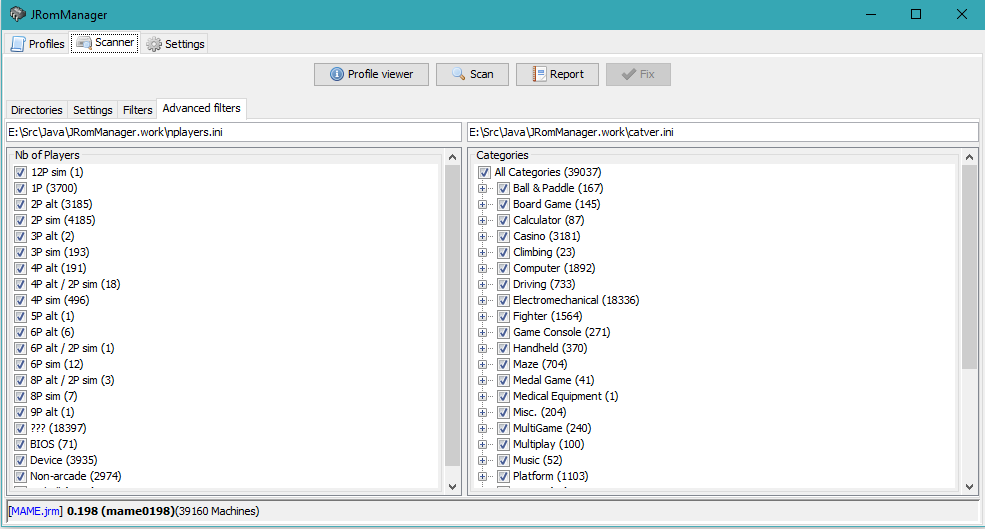 JRomManager
Profiles Scanner Settings
Profile viewer Scan Report Fix
Directories Settings Filters Advanced filters
E:\Src\Java\JRomManager.work\nplayers.ini
E:\Src\Java\JRomManager.work\catver.ini
Nb of Players
12P sim (1)
1P (3700)
2P alt (3185)
2P sim (4185)
3P alt (2)
3P sim (193)
4P alt (191)
4P alt / 2P sim (18)
4P sim (496)
5P alt (1)
6P alt (6)
6P alt / 2P sim (1)
6P sim (12)
8P alt / 2P sim (3)
8P sim (7)
9P alt (1)
??? (18397)
BIOS (71)
Device (3935)
Non-arcade (2974)
Categories
All Categories (39037)
Ball & Paddle (167)
Board Game (145)
Calculator (87)
Casino (3181)
Climbing (23)
Computer (1892)
Driving (733)
Electromechanical (18336)
Fighter (1564)
Game Console (271)
Handheld (370)
Maze (704)
Medal Game (41)
Medical Equipment (1)
Misc. (204)
MultiGame (240)
Multiplay (100)
Music (52)
Platform (1103)
[MAME.jrm] 0.198 (mame0198)(39160 Machines)